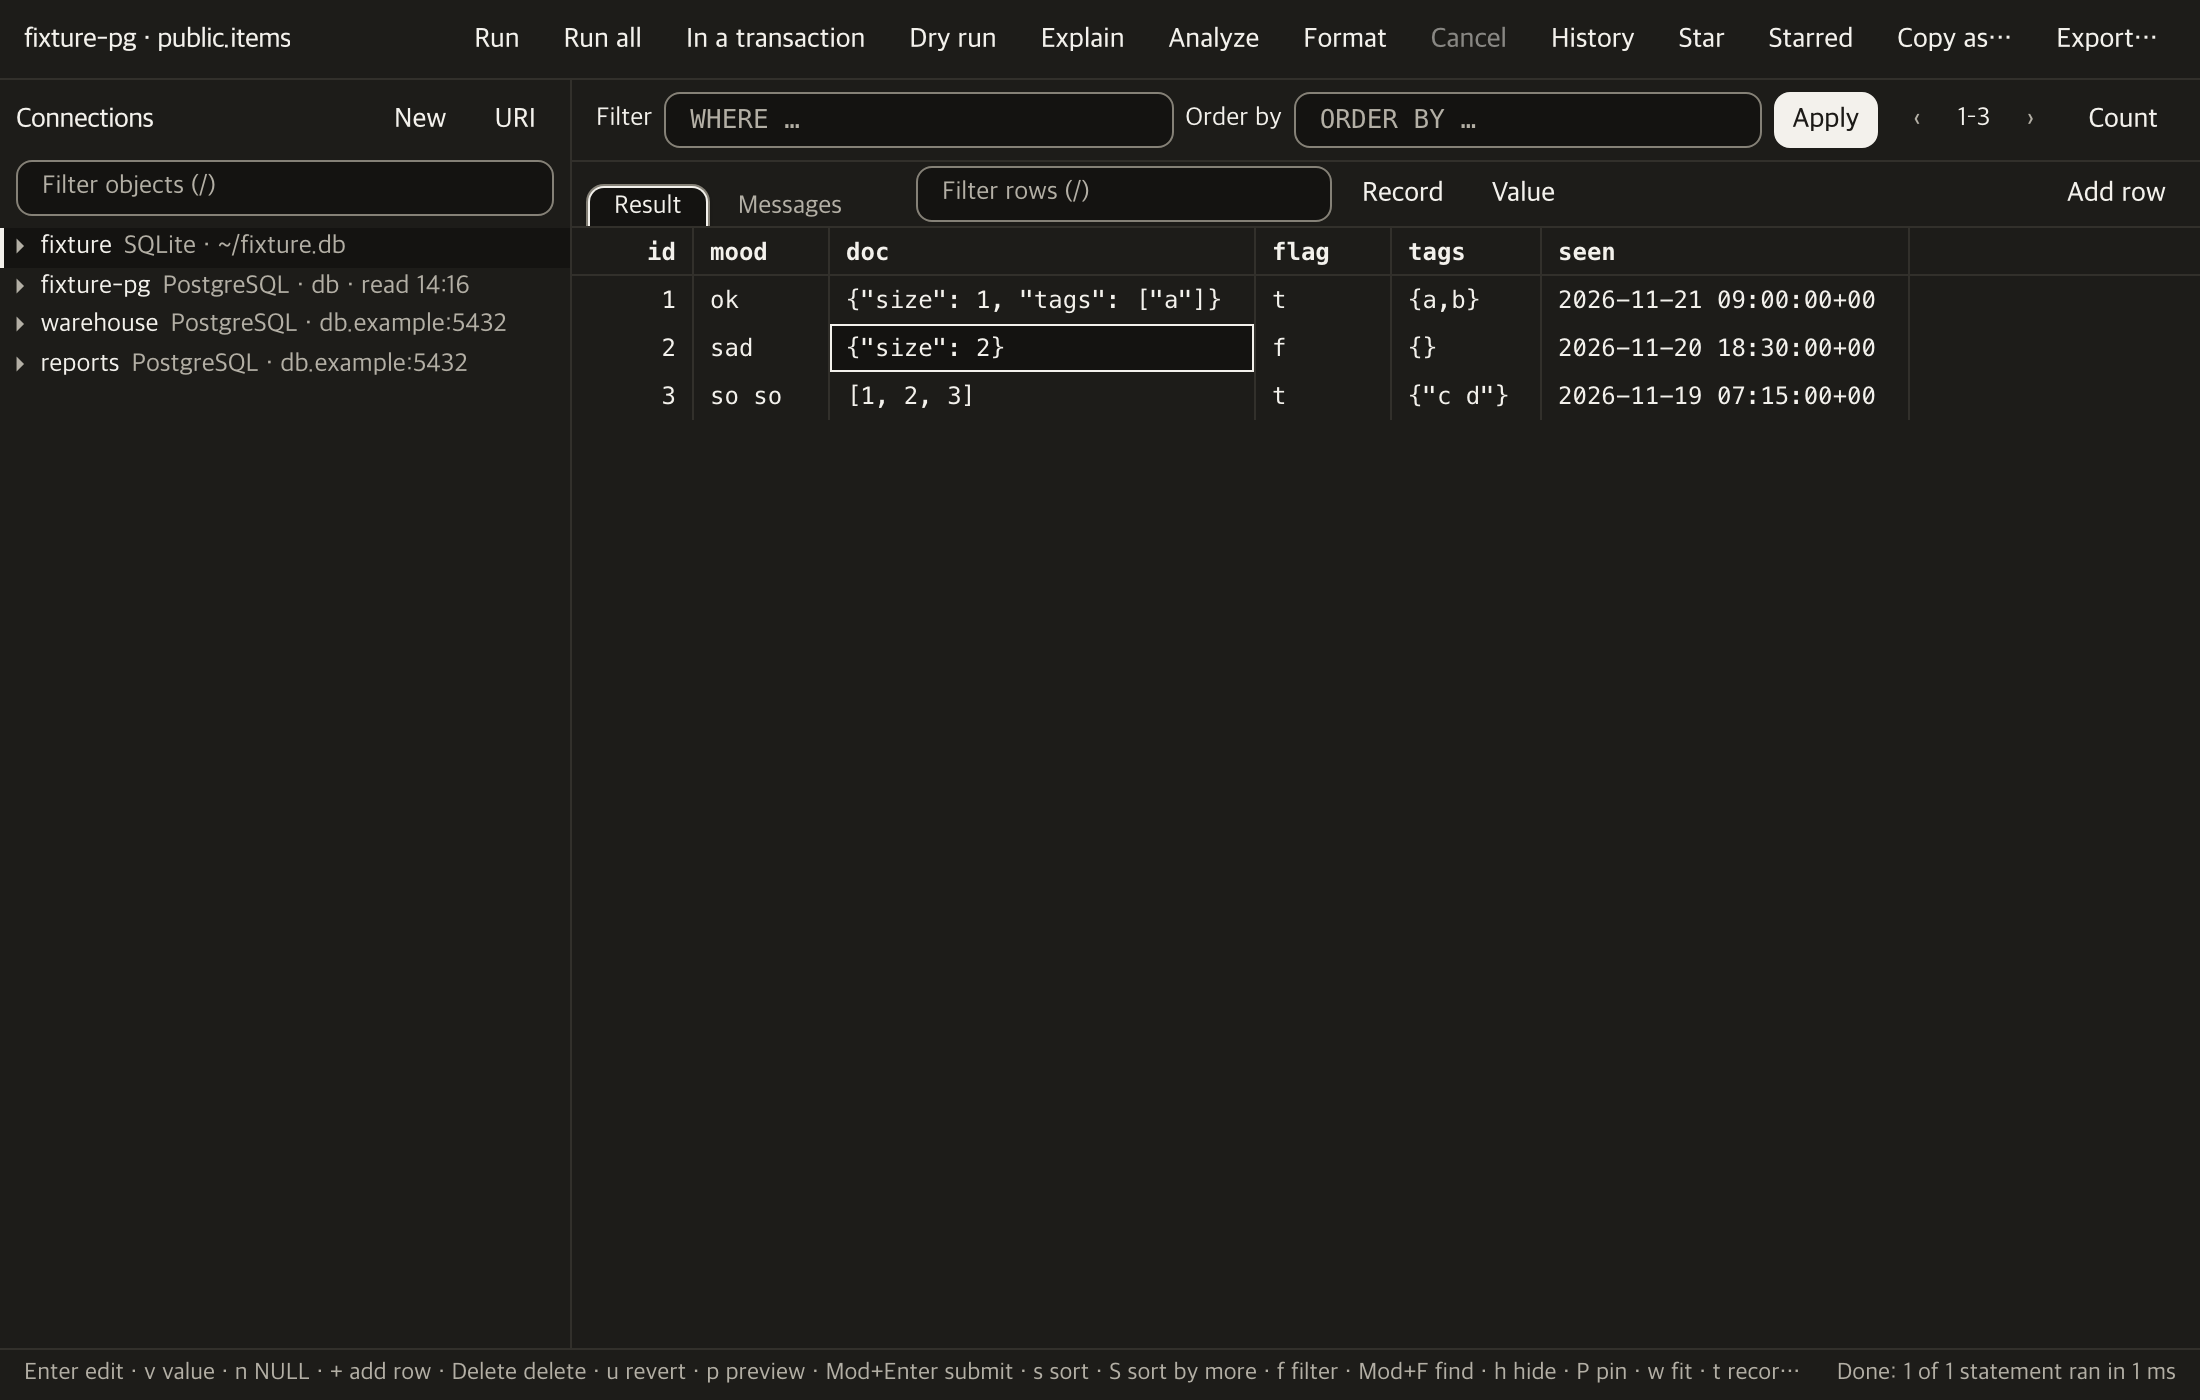 fixture-pg · public.items Run Run all In a transaction Dry run Explain Analyze Format Cancel History Star Starred Copy as… Export…
Connections New URI
Filter WHERE … Order by ORDER BY … Apply ‹ 1-3 › Count
Filter objects (/)
Result Messages Filter rows (/) Record Value Add row
fixture SQLite · ~/fixture.db
fixture-pg PostgreSQL · db · read 14:16
warehouse PostgreSQL · db.example:5432
reports PostgreSQL · db.example:5432
id mood doc flag tags seen
1 ok {"size": 1, "tags": ["a"]} t {a,b} 2026-11-21 09:00:00+00
2 sad {"size": 2} f {} 2026-11-20 18:30:00+00
3 so so [1, 2, 3] t {"c d"} 2026-11-19 07:15:00+00
Enter edit · v value · n NULL · + add row · Delete delete · u revert · p preview · Mod+Enter submit · s sort · S sort by more · f filter · Mod+F find · h hide · P pin · w fit · t recor… Done: 1 of 1 statement ran in 1 ms